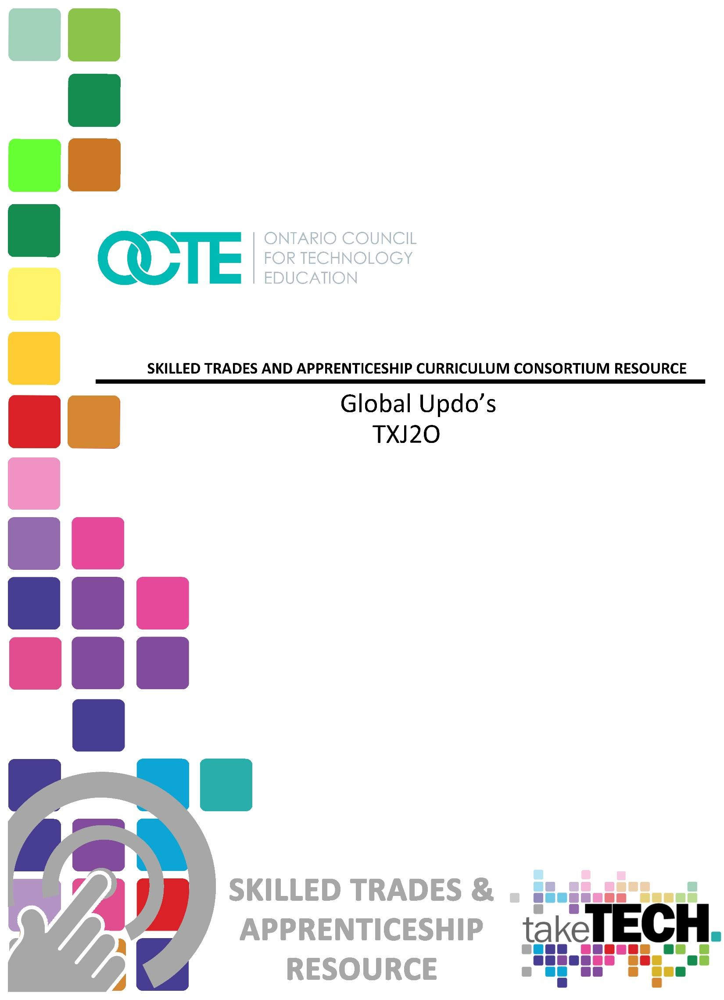 OCTE
ONTARIO COUNCIL
FOR TECHNOLOGY
EDUCATION
SKILLED TRADES AND APPRENTICESHIP CURRICULUM CONSORTIUM RESOURCE
Global Updo’s
TXJ2O
SKILLED TRADES &
APPRENTICESHIP
RESOURCE
takeTECH